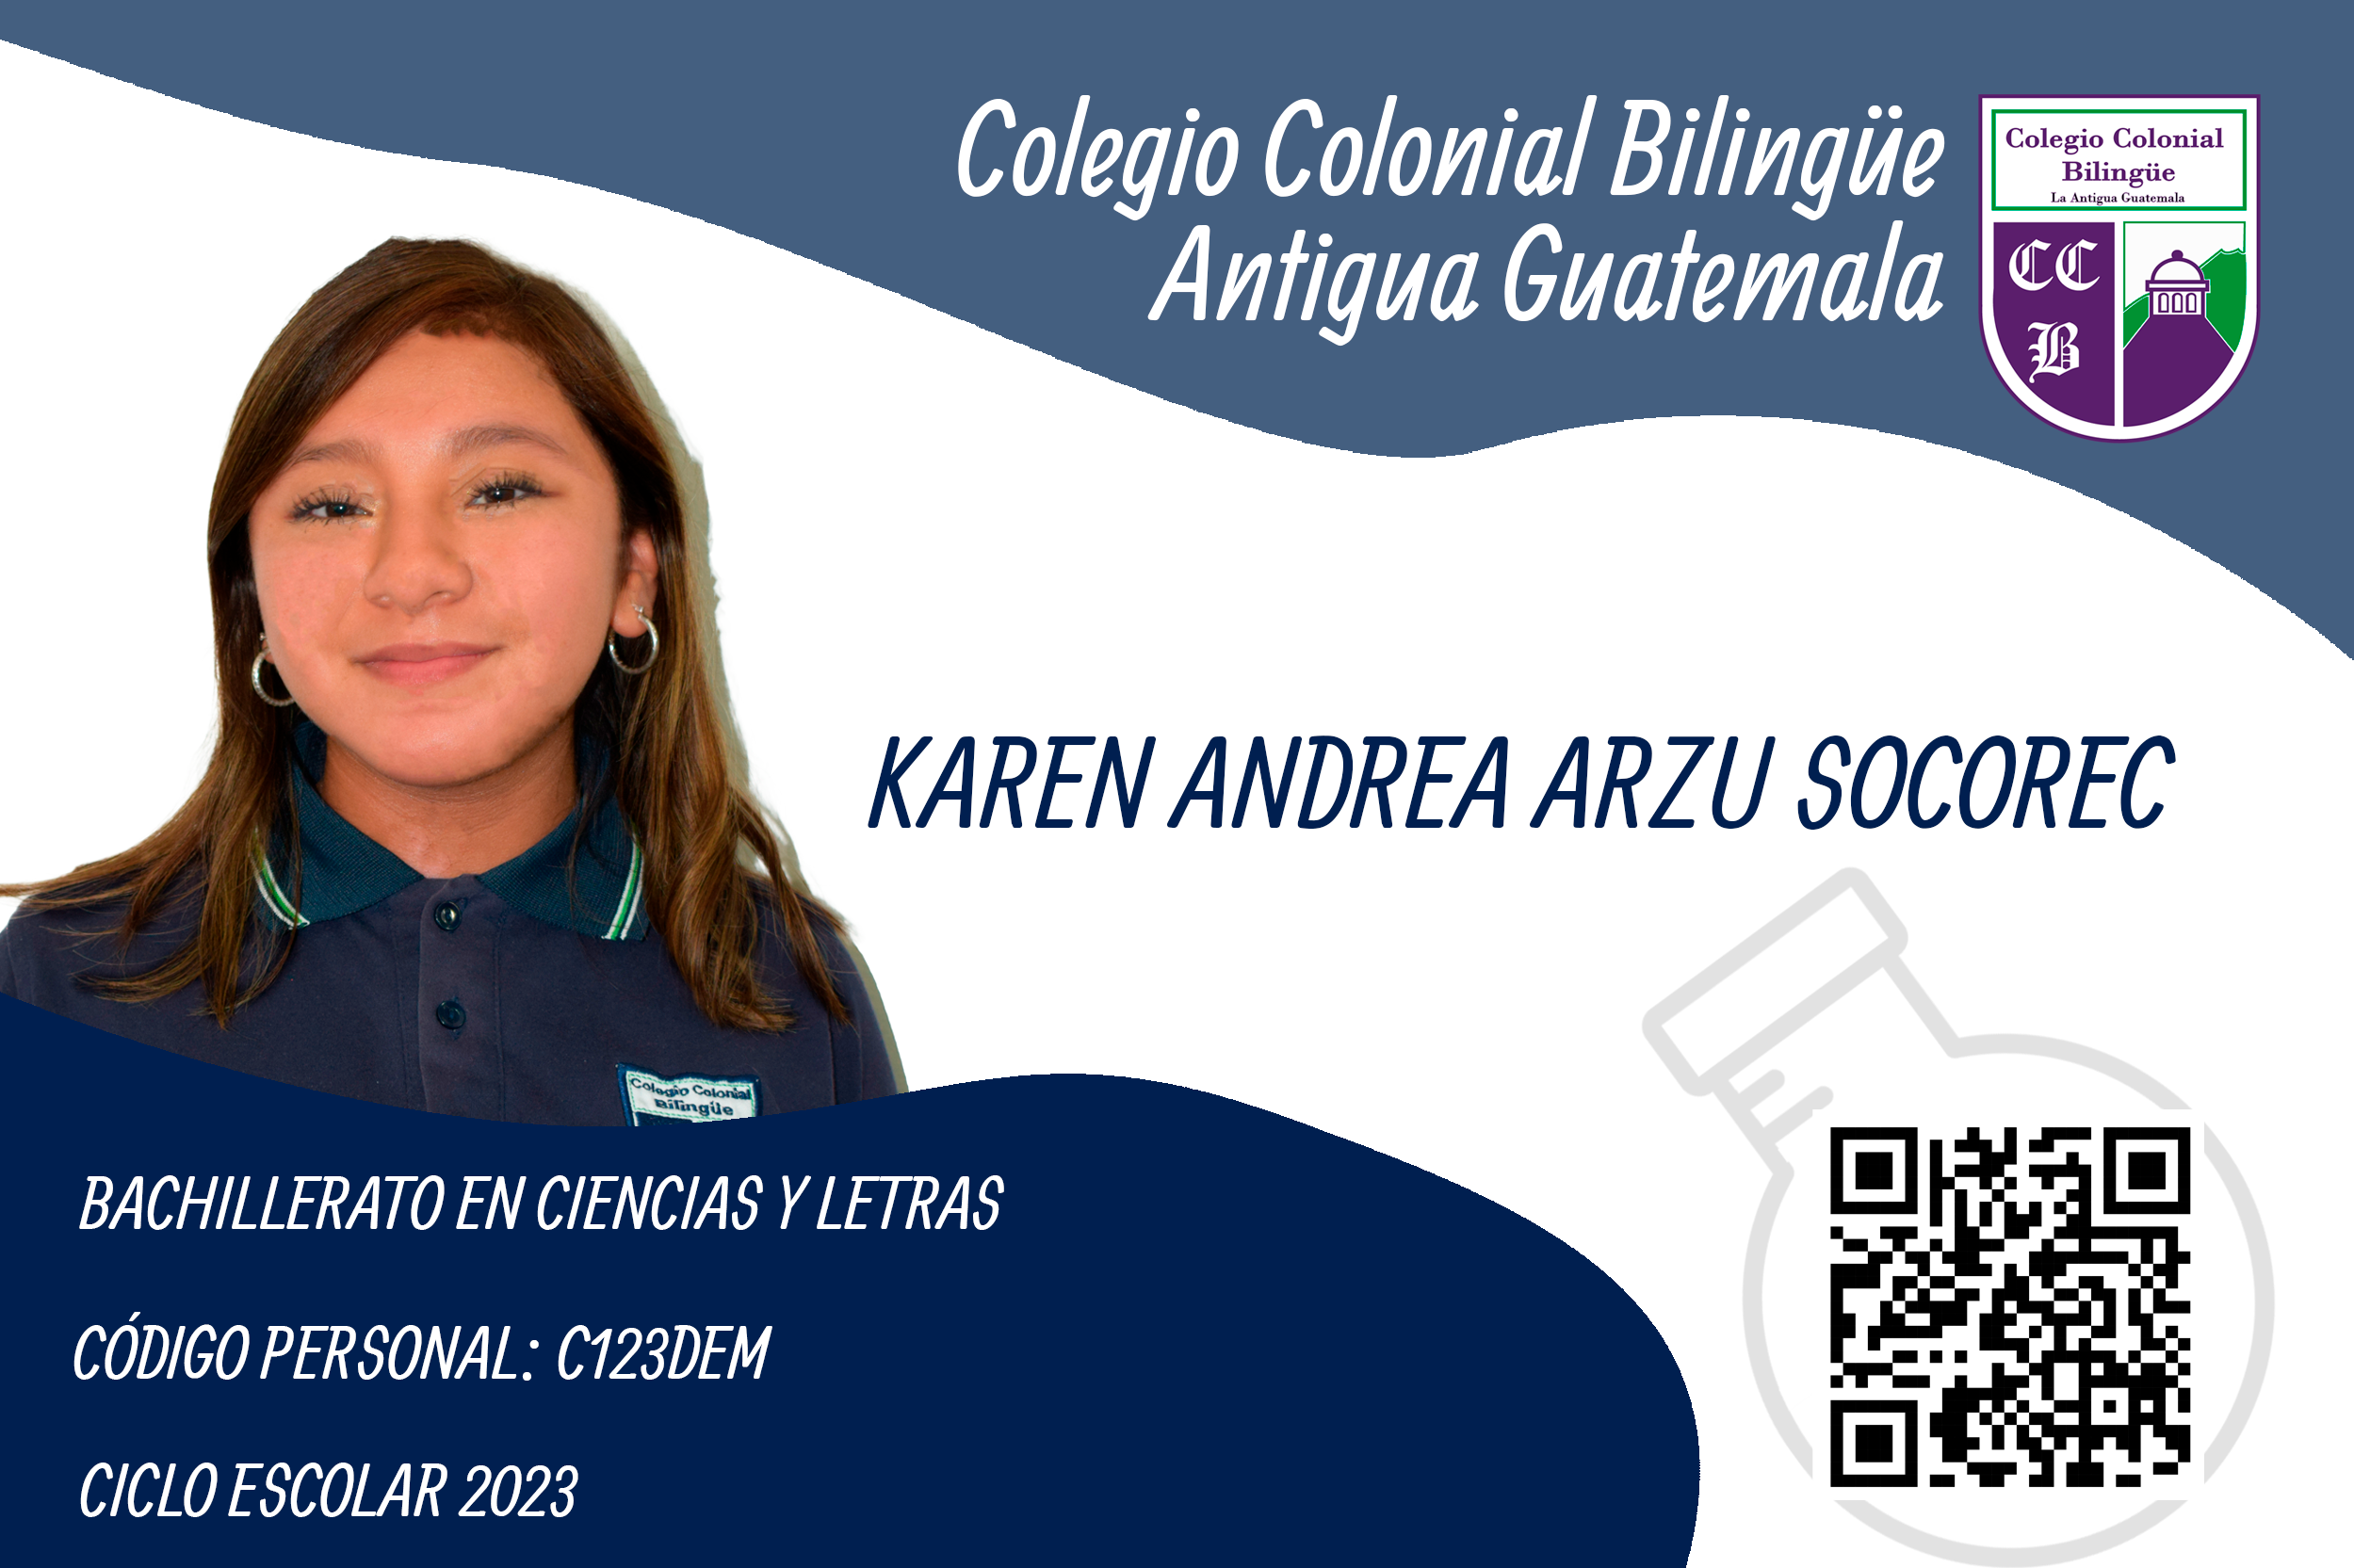 Colegio Colonial Bilingüe
Antigua Guatemala
Colegio Colonial
Bilingüe
La Antigua Guatemala
CC
B
KAREN ANDREA ARZU SOCOREC
Colegio Colonial
Bilingüe
BACHILLERATO EN CIENCIAS Y LETRAS
CÓDIGO PERSONAL: C123DEM
CICLO ESCOLAR 2023